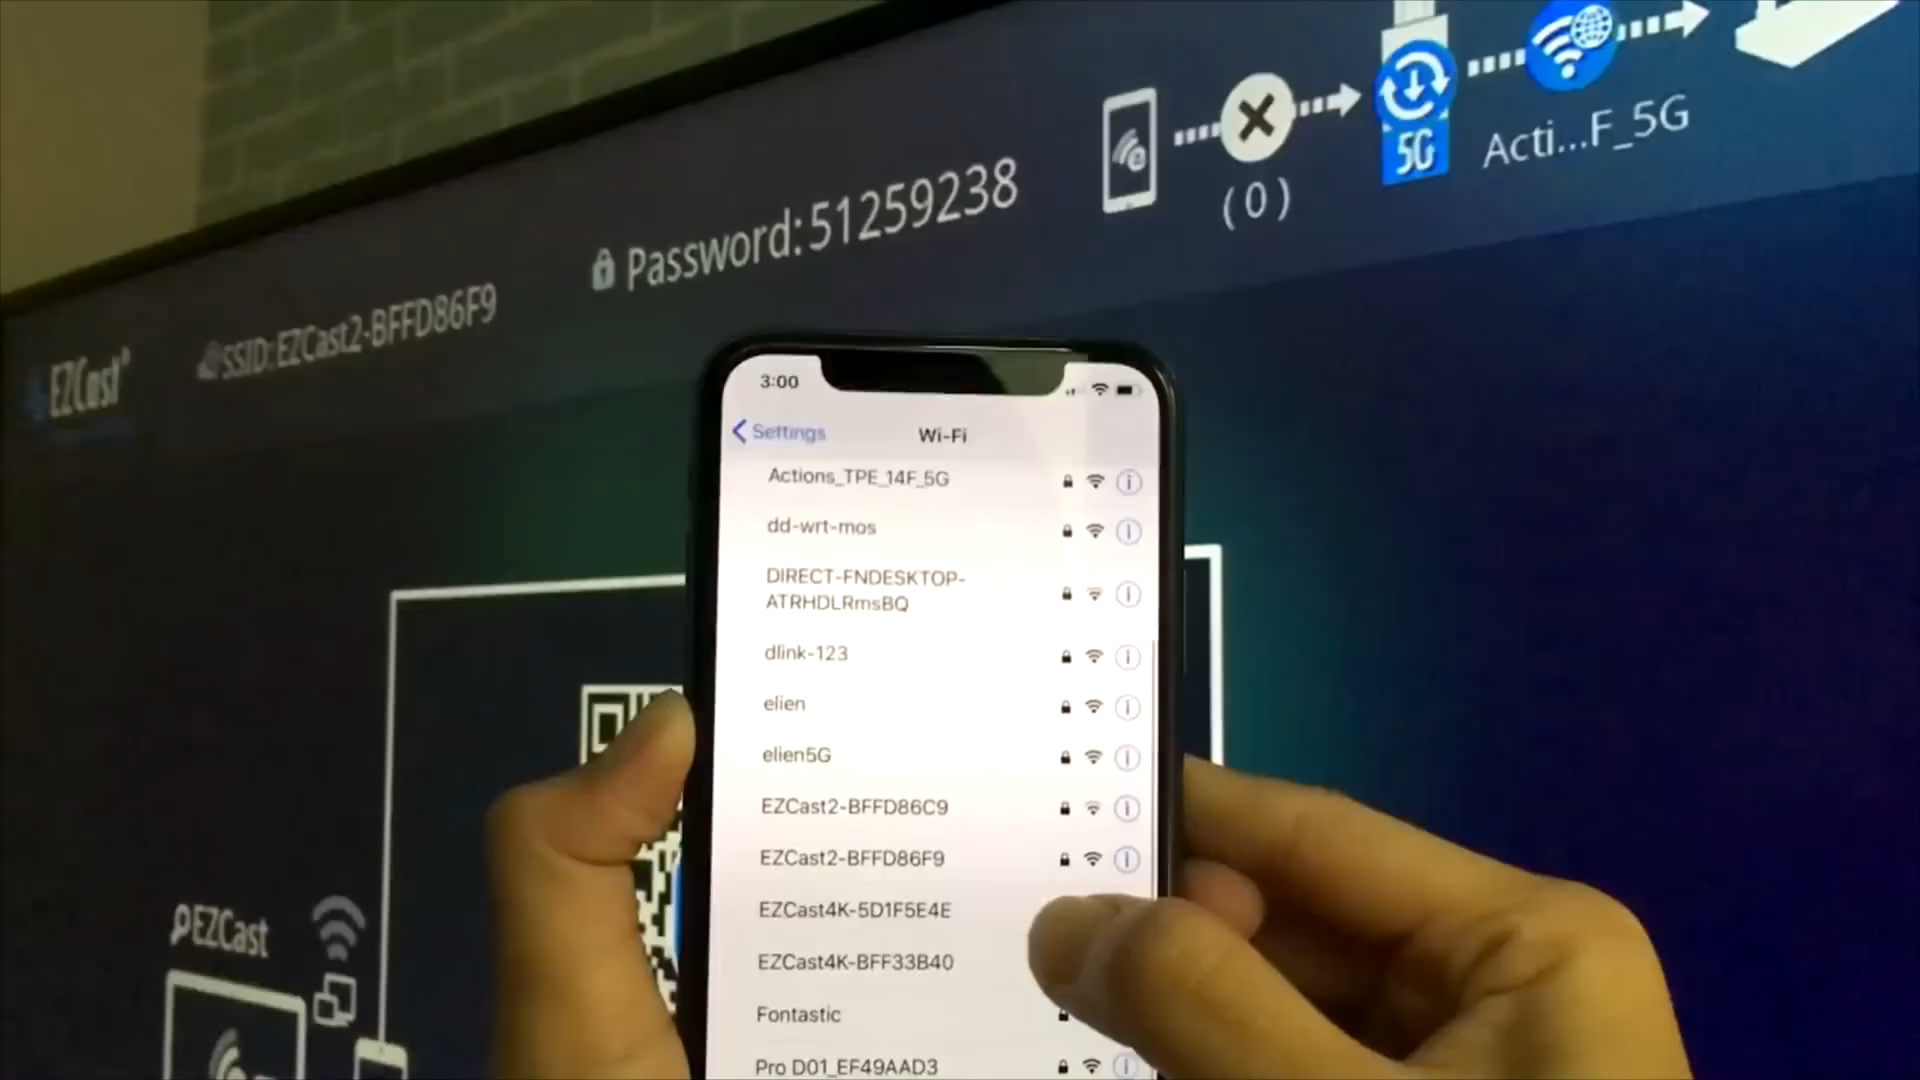 Acti...F_5G
5G
(0)
Password:51259238
SSID:EZCast2-BFFD86F9
EZCast
3:00
Settings
Wi-Fi
Actions_TPE_14F_5G
dd-wrt-mos
DIRECT-FNDESKTOP-
ATRHDLRmsBQ
dlink-123
elien
elien5G
EZCast2-BFFD86C9
EZCast2-BFFD86F9
EZCast4K-5D1F5E4E
EZCast4K-BFF33B40
Fontastic
Pro D01_EF49AAD3
EZCast